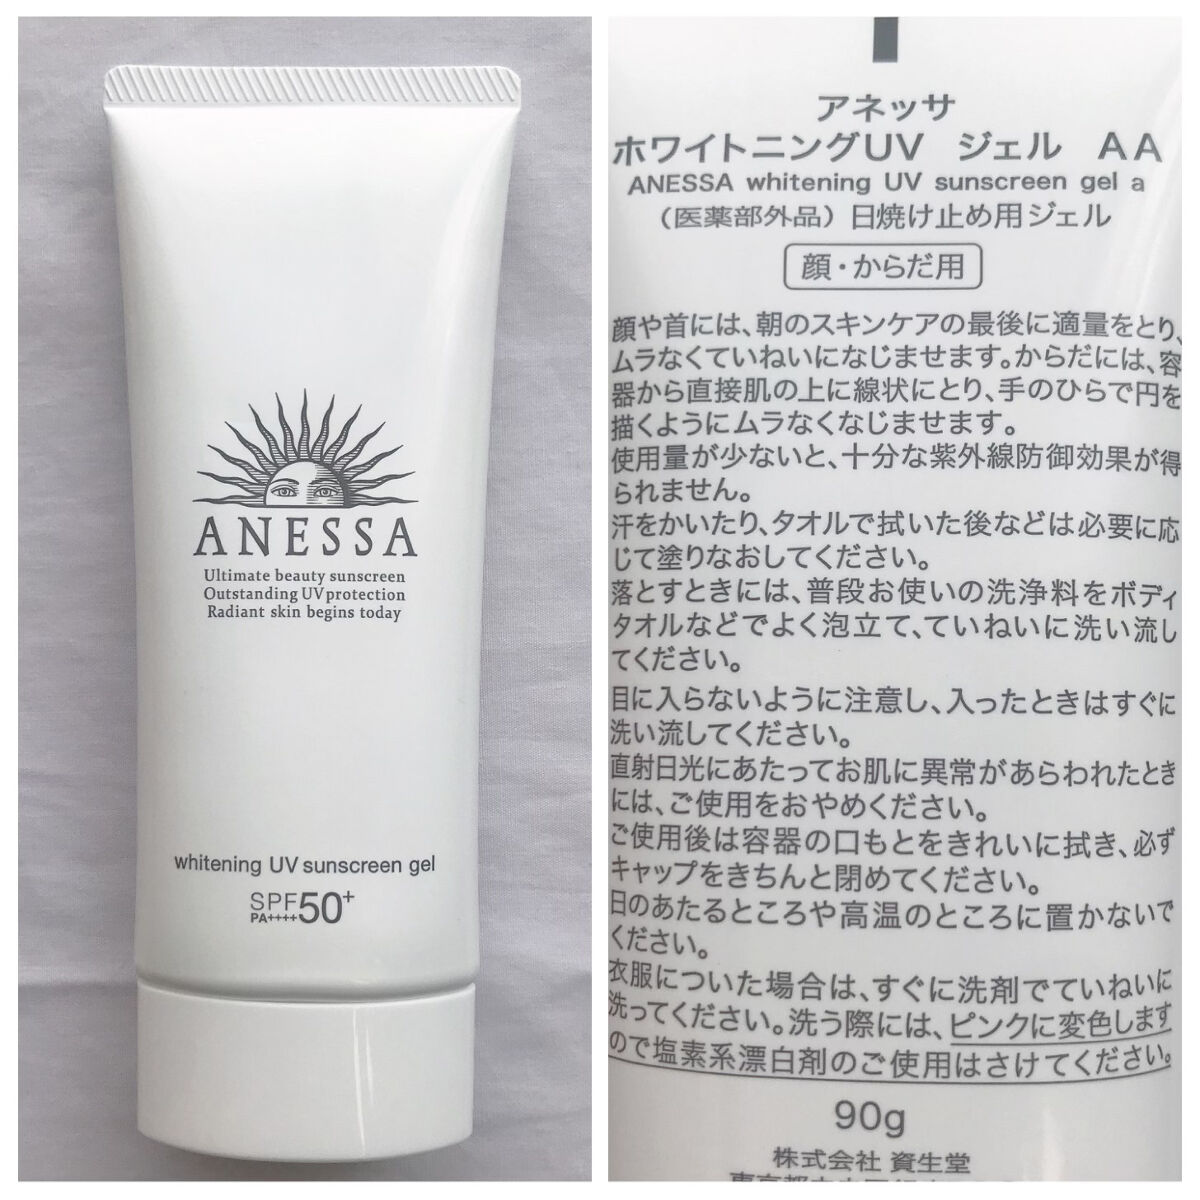 ANESSA
Ultimate beauty sunscreen
Outstanding UV protection
Radiant skin begins today
whitening UV sunscreen gel
SPF 50+
PA++++
アネッサ
ホワイトニングUV ジェル AA
ANESSA whitening UV sunscreen gel a
（医薬部外品）日焼け止め用ジェル
顔・からだ用
顔や首には、朝のスキンケアの最後に適量をとり、
ムラなくていねいになじませます。からだには、容
器から直接肌の上に線状にとり、手のひらで円を
描くようにムラなくなじませます。
使用量が少ないと、十分な紫外線防御効果が得
られません。
汗をかいたり、タオルで拭いた後などは必要に応
じて塗りなおしてください。
落とすときには、普段お使いの洗浄料をボディ
タオルなどでよく泡立て、ていねいに洗い流し
てください。
目に入らないように注意し、入ったときはすぐに
洗い流してください。
直射日光にあたってお肌に異常があらわれたとき
には、ご使用をおやめください。
ご使用後は容器の口もとをきれいに拭き、必ず
キャップをきちんと閉めてください。
日のあたるところや高温のところに置かないで
ください。
衣服についた場合は、すぐに洗剤でていねいに
洗ってください。洗う際には、ピンクに変色します
ので塩素系漂白剤のご使用はさけてください。
90g
株式会社 資生堂